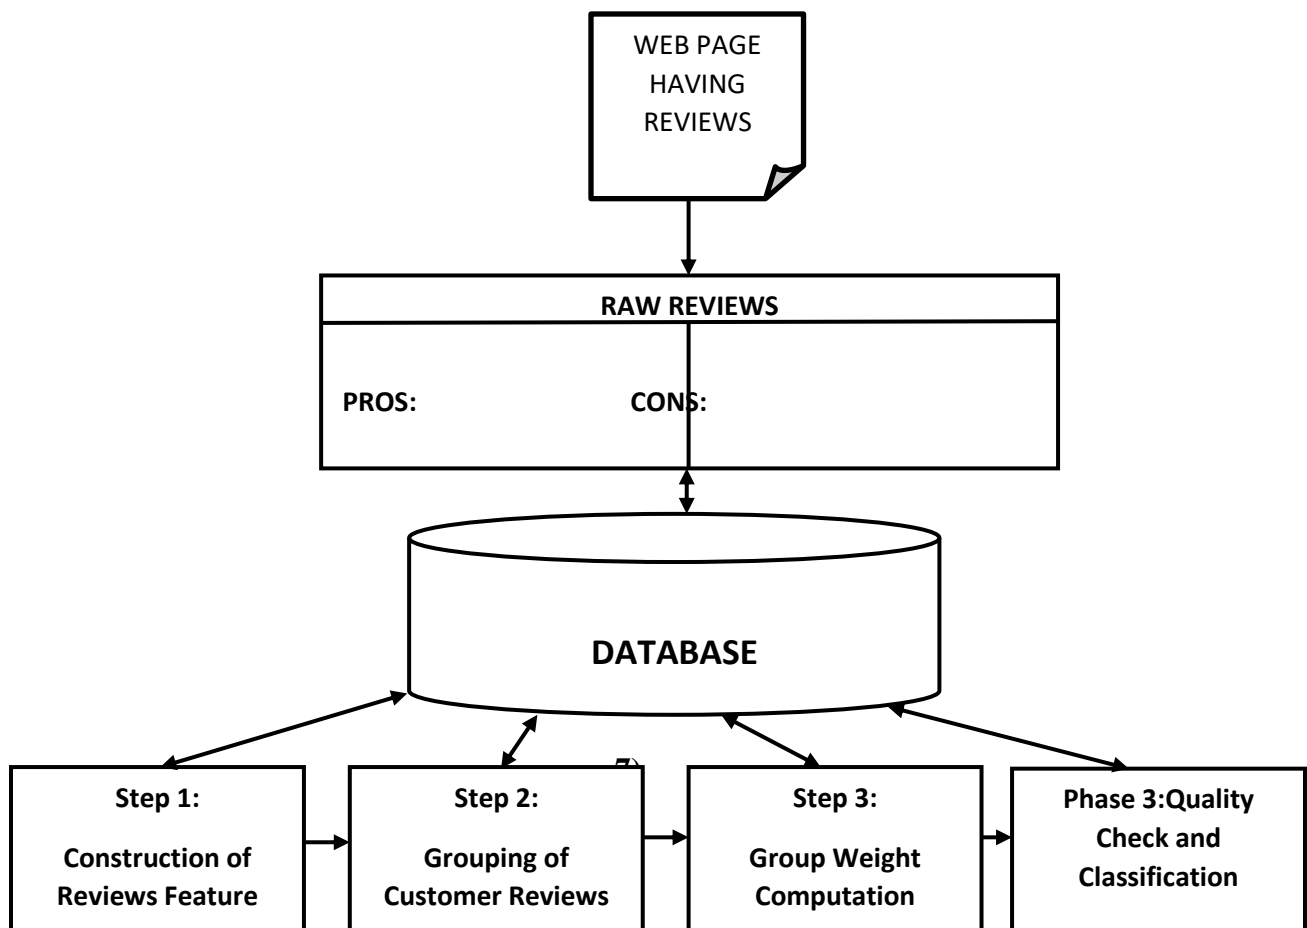 WEB PAGE
HAVING
REVIEWS
RAW REVIEWS
PROS: CONS:
DATABASE
7)
Step 1:
Construction of
Reviews Feature
Step 2:
Grouping of
Customer Reviews
Step 3:
Group Weight
Computation
Phase 3:Quality
Check and
Classification